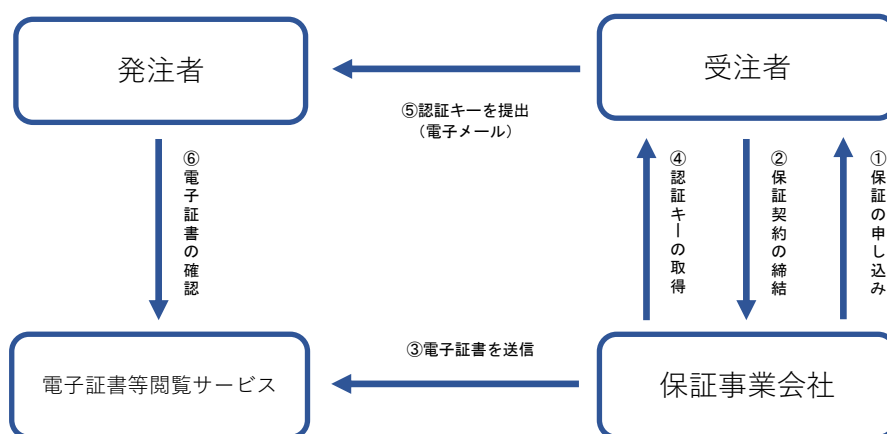 発注者
受注者
⑤認証キーを提出
（電子メール）
⑥電子証書の確認
④認証キーの取得
②保証契約の締結
①保証の申し込み
③電子証書を送信
電子証書等閲覧サービス
保証事業会社